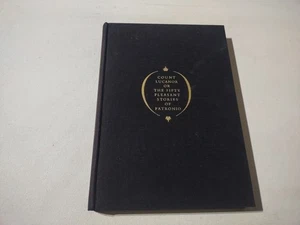 COUNT
LUCANOR
OR
THE FIFTY
PLEASANT
STORIES
OF
PATRONIO